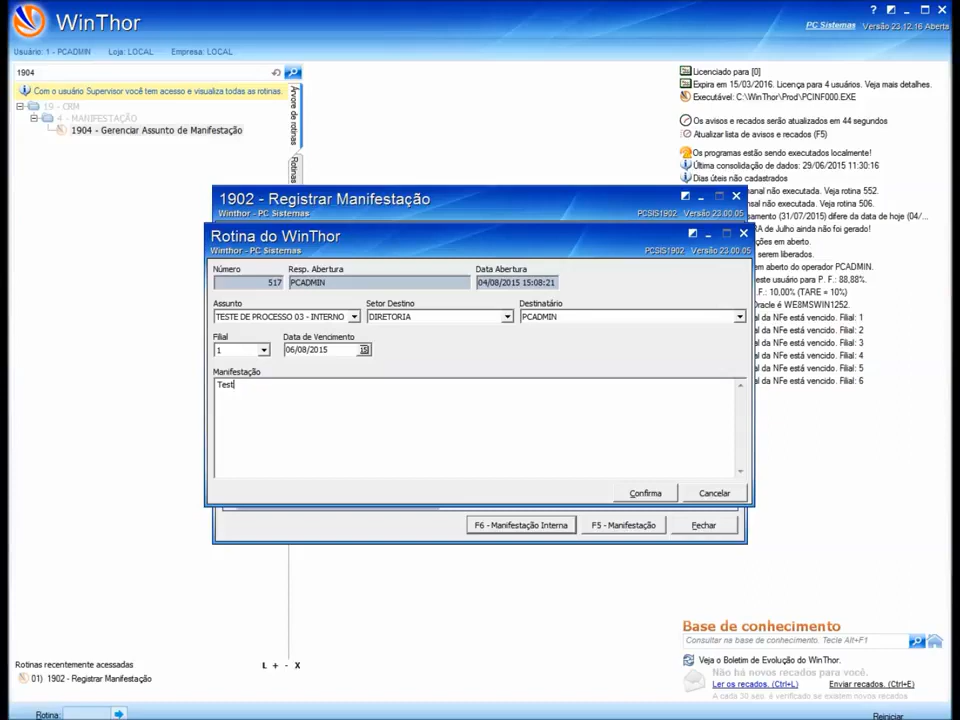 WinThor
? _ X
PC Sistemas Versão 23.12.16 Aberta
Usuário: 1 - PCADMIN Loja: LOCAL Empresa: LOCAL
1904
Com o usuário Supervisor você tem acesso e visualiza todas as rotinas.
19 - CRM
4 - MANIFESTAÇÃO
1904 - Gerenciar Assunto de Manifestação
Árvore de rotinas
Rotinas
Licenciado para [0]
Expira em 15/03/2016. Licença para 4 usuários. Veja mais detalhes.
Executável: C:\WinThor\Prod\PCINF000.EXE
Os avisos e recados serão atualizados em 44 segundos
Atualizar lista de avisos e recados (F5)
Os programas estão sendo executados localmente!
Última consolidação de dados: 29/06/2015 11:30:16
Dias úteis não cadastrados
anal não executada. Veja rotina 552.
nsal não executada. Veja rotina 506.
samento (31/07/2015) difere da data de hoje (04/...
RA de Julho ainda não foi gerado!
ções em aberto.
serem liberados.
em aberto do operador PCADMIN.
este usuário para P. F.: 88,88%.
. F.: 10,00% (TARE = 10%)
racle é WE8MSWIN1252.
al da NFe está vencido. Filial: 1
al da NFe está vencido. Filial: 2
al da NFe está vencido. Filial: 3
al da NFe está vencido. Filial: 4
al da NFe está vencido. Filial: 5
al da NFe está vencido. Filial: 6
1902 - Registrar Manifestação
Winthor - PC Sistemas PCSIS1902 Versão 23.00.05
Rotina do WinThor
Winthor - PC Sistemas PCSIS1902 Versão 23.00.05
Número Resp. Abertura Data Abertura
517 PCADMIN 04/08/2015 15:08:21
Assunto Setor Destino Destinatário
TESTE DE PROCESSO 03 - INTERNO DIRETORIA PCADMIN
Filial Data de Vencimento
1 06/08/2015 15
Manifestação
Test
Confirma Cancelar
F6 - Manifestação Interna F5 - Manifestação Fechar
Base de conhecimento
Consultar na base de conhecimento. Tecle Alt+F1
Veja o Boletim de Evolução do WinThor.
Não há novos recados para você.
Ler os recados. (Ctrl+L) Enviar recados. (Ctrl+E)
A cada 30 seg. é verificado se existem novos recados
Rotinas recentemente acessadas L + - X
01) 1902 - Registrar Manifestação
Rotina: Reiniciar